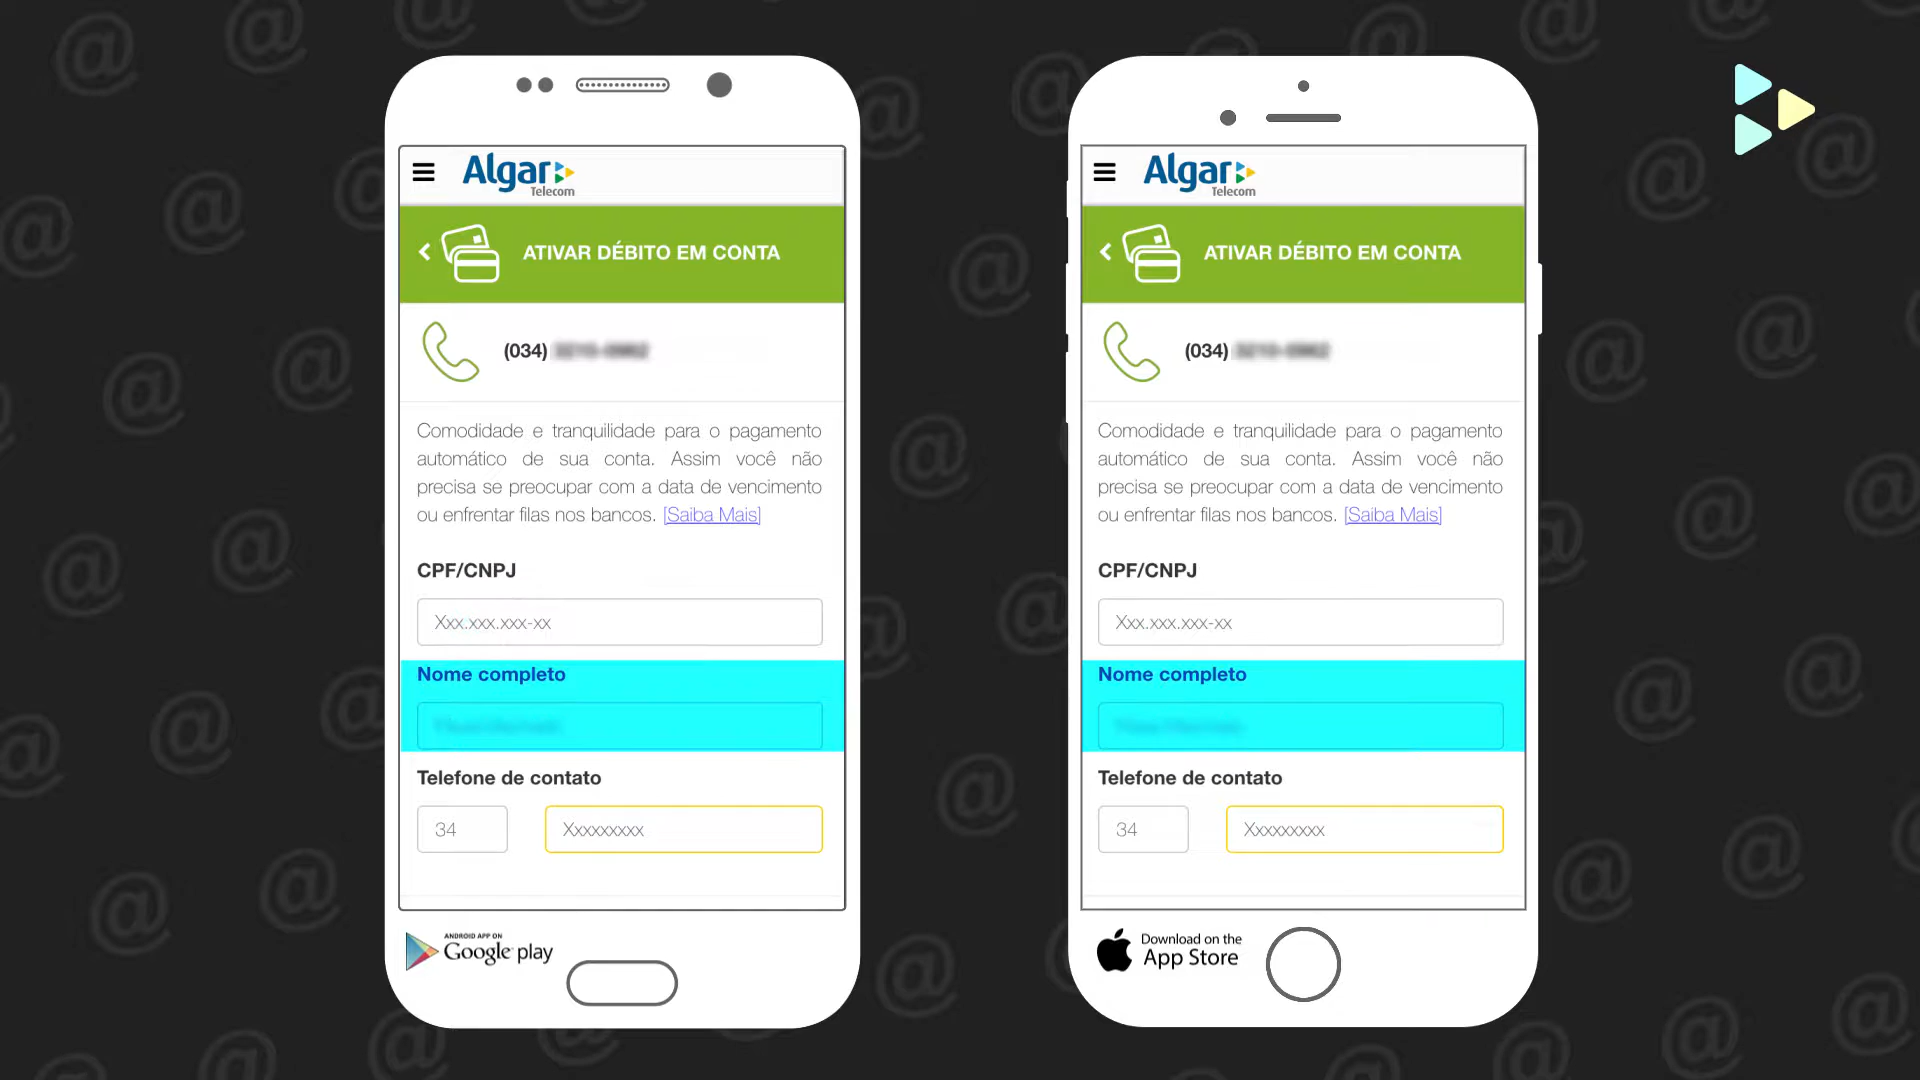 Algar
Telecom
ATIVAR DÉBITO EM CONTA
(034)
Comodidade e tranquilidade para o pagamento
automático de sua conta. Assim você não
precisa se preocupar com a data de vencimento
ou enfrentar filas nos bancos. [Saiba Mais]
CPF/CNPJ
Xxx.xxx.xxx-xx
Nome completo
Telefone de contato
34
Xxxxxxxxx
ANDROID APP ON
Google play
Algar
Telecom
ATIVAR DÉBITO EM CONTA
(034)
Comodidade e tranquilidade para o pagamento
automático de sua conta. Assim você não
precisa se preocupar com a data de vencimento
ou enfrentar filas nos bancos. [Saiba Mais]
CPF/CNPJ
Xxx.xxx.xxx-xx
Nome completo
Telefone de contato
34
Xxxxxxxxx
Download on the
App Store